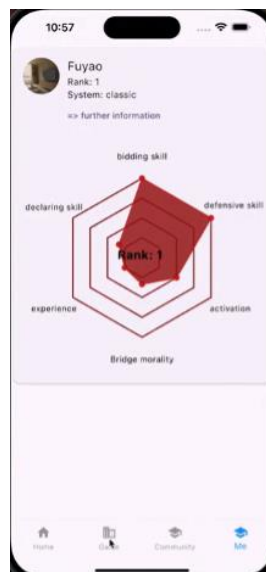 10:57
Fuyao
Rank: 1
System: classic
=> further information
bidding skill
declaring skill
defensive skill
Rank: 1
experience
activation
Bridge morality
Home
Community
Me